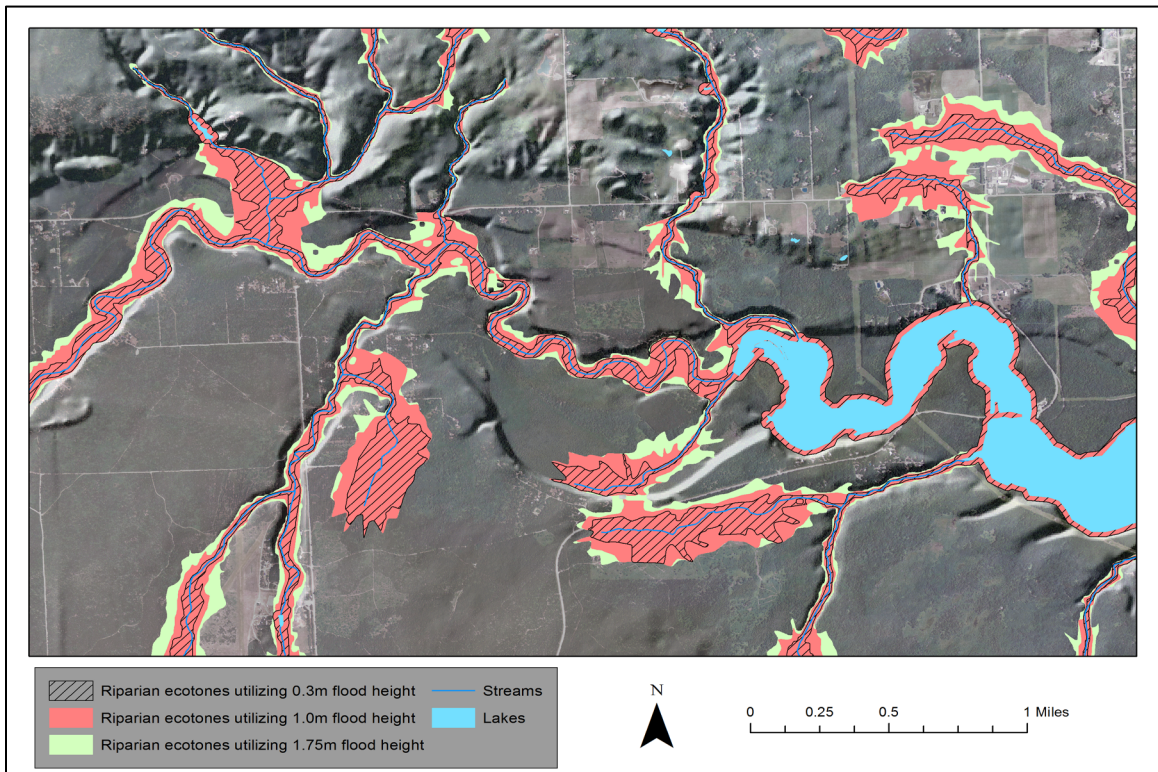 Riparian ecotones utilizing 0.3m flood height
Streams
Riparian ecotones utilizing 1.0m flood height
Lakes
Riparian ecotones utilizing 1.75m flood height
N
0 0.25 0.5 1 Miles